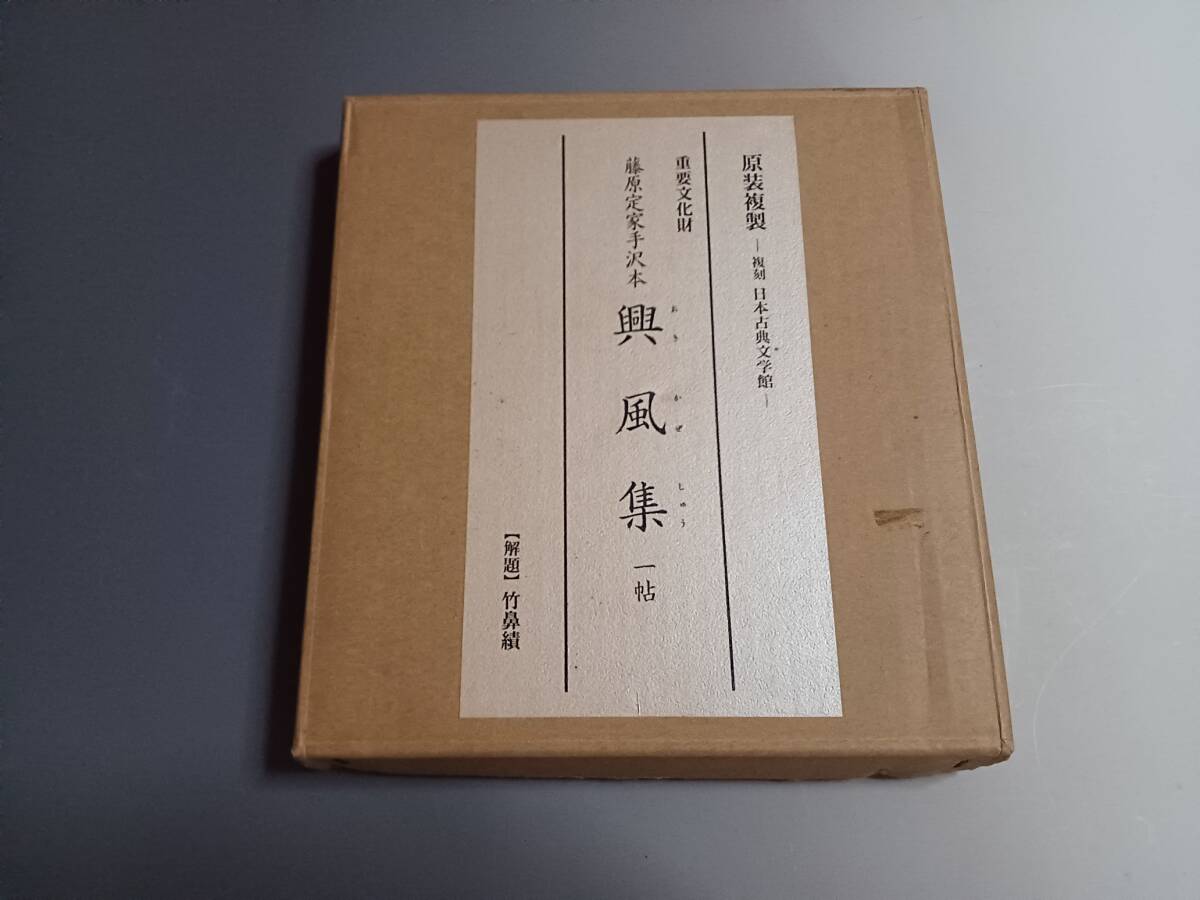 原装複製 ― 複刻 日本古典文学館 ―
重要文化財
藤原定家手沢本 興風集 一帖
おき かぜ しゅう
【解題】 竹鼻績